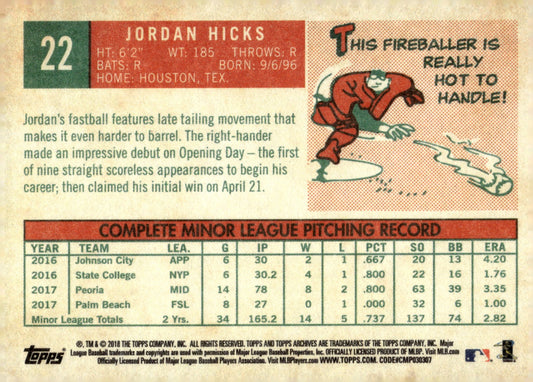 22
JORDAN HICKS
HT: 6'2" WT: 185 THROWS: R
BATS: R BORN: 9/6/96
HOME: HOUSTON, TEX.
THIS FIREBALLER IS
REALLY
HOT TO
HANDLE!
Jordan's fastball features late tailing movement that
makes it even harder to barrel. The right-hander
made an impressive debut on Opening Day – the first
of nine straight scoreless appearances to begin his
career; then claimed his initial win on April 21.
COMPLETE MINOR LEAGUE PITCHING RECORD
YEAR TEAM LEA. G IP W L PCT SO BB ERA
2016 Johnson City APP 6 30 2 1 .667 20 13 4.20
2016 State College NYP 6 30.2 4 1 .800 22 16 1.76
2017 Peoria MID 14 78 8 2 .800 63 39 3.35
2017 Palm Beach FSL 8 27 0 1 .000 32 6 1.00
Minor League Totals 2 Yrs. 34 165.2 14 5 .737 137 74 2.82
Topps
®, TM & © 2018 THE TOPPS COMPANY, INC. ALL RIGHTS RESERVED. TOPPS AND TOPPS ARCHIVES ARE TRADEMARKS OF THE TOPPS COMPANY, INC. Major
League Baseball trademarks and copyrights are used with permission of Major League Baseball Properties, Inc. OFFICIALLY LICENSED PRODUCT OF MLBP. Visit MLB.com
Officially Licensed Product of Major League Baseball Players Association. Visit MLBPlayers.com WWW.TOPPS.COM. CODE#CMP030307